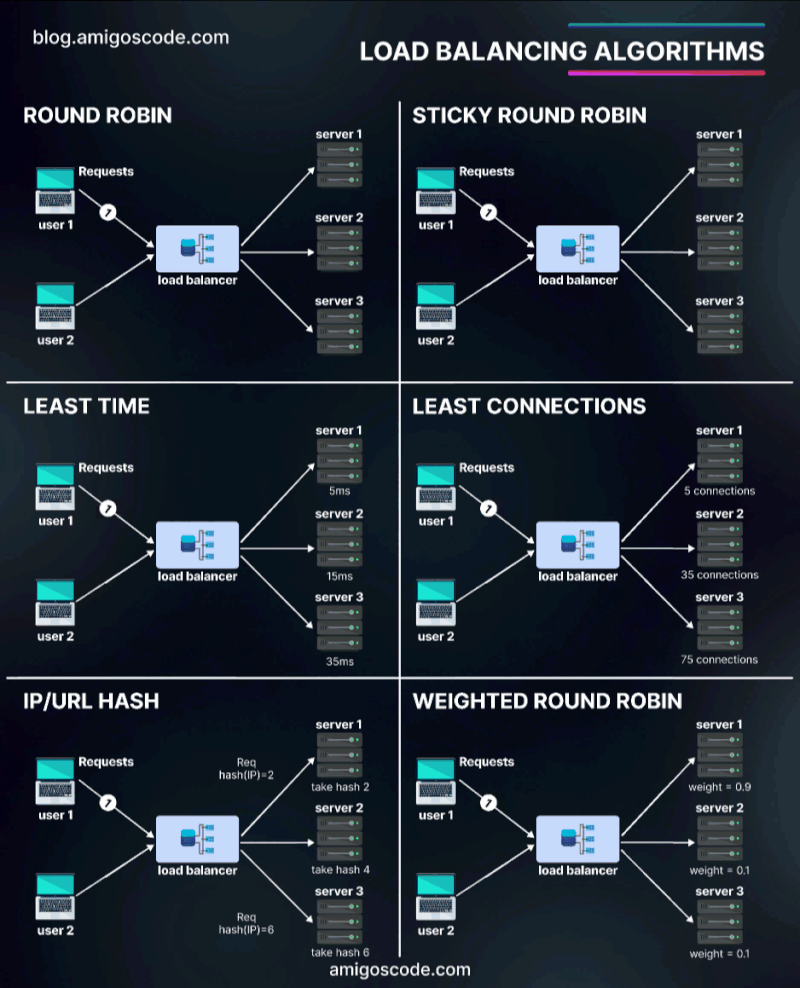 blog.amigoscode.com
LOAD BALANCING ALGORITHMS
ROUND ROBIN
Requests
1
user 1
user 2
load balancer
server 1
server 2
server 3
STICKY ROUND ROBIN
Requests
1
user 1
user 2
load balancer
server 1
server 2
server 3
LEAST TIME
Requests
1
user 1
user 2
load balancer
server 1
5ms
server 2
15ms
server 3
35ms
LEAST CONNECTIONS
Requests
1
user 1
user 2
load balancer
server 1
5 connections
server 2
35 connections
server 3
75 connections
IP/URL HASH
Requests
1
user 1
user 2
load balancer
Req
hash(IP)=2
Req
hash(IP)=6
server 1
take hash 2
server 2
take hash 4
server 3
take hash 6
WEIGHTED ROUND ROBIN
Requests
1
user 1
user 2
load balancer
server 1
weight = 0.9
server 2
weight = 0.1
server 3
weight = 0.1
amigoscode.com